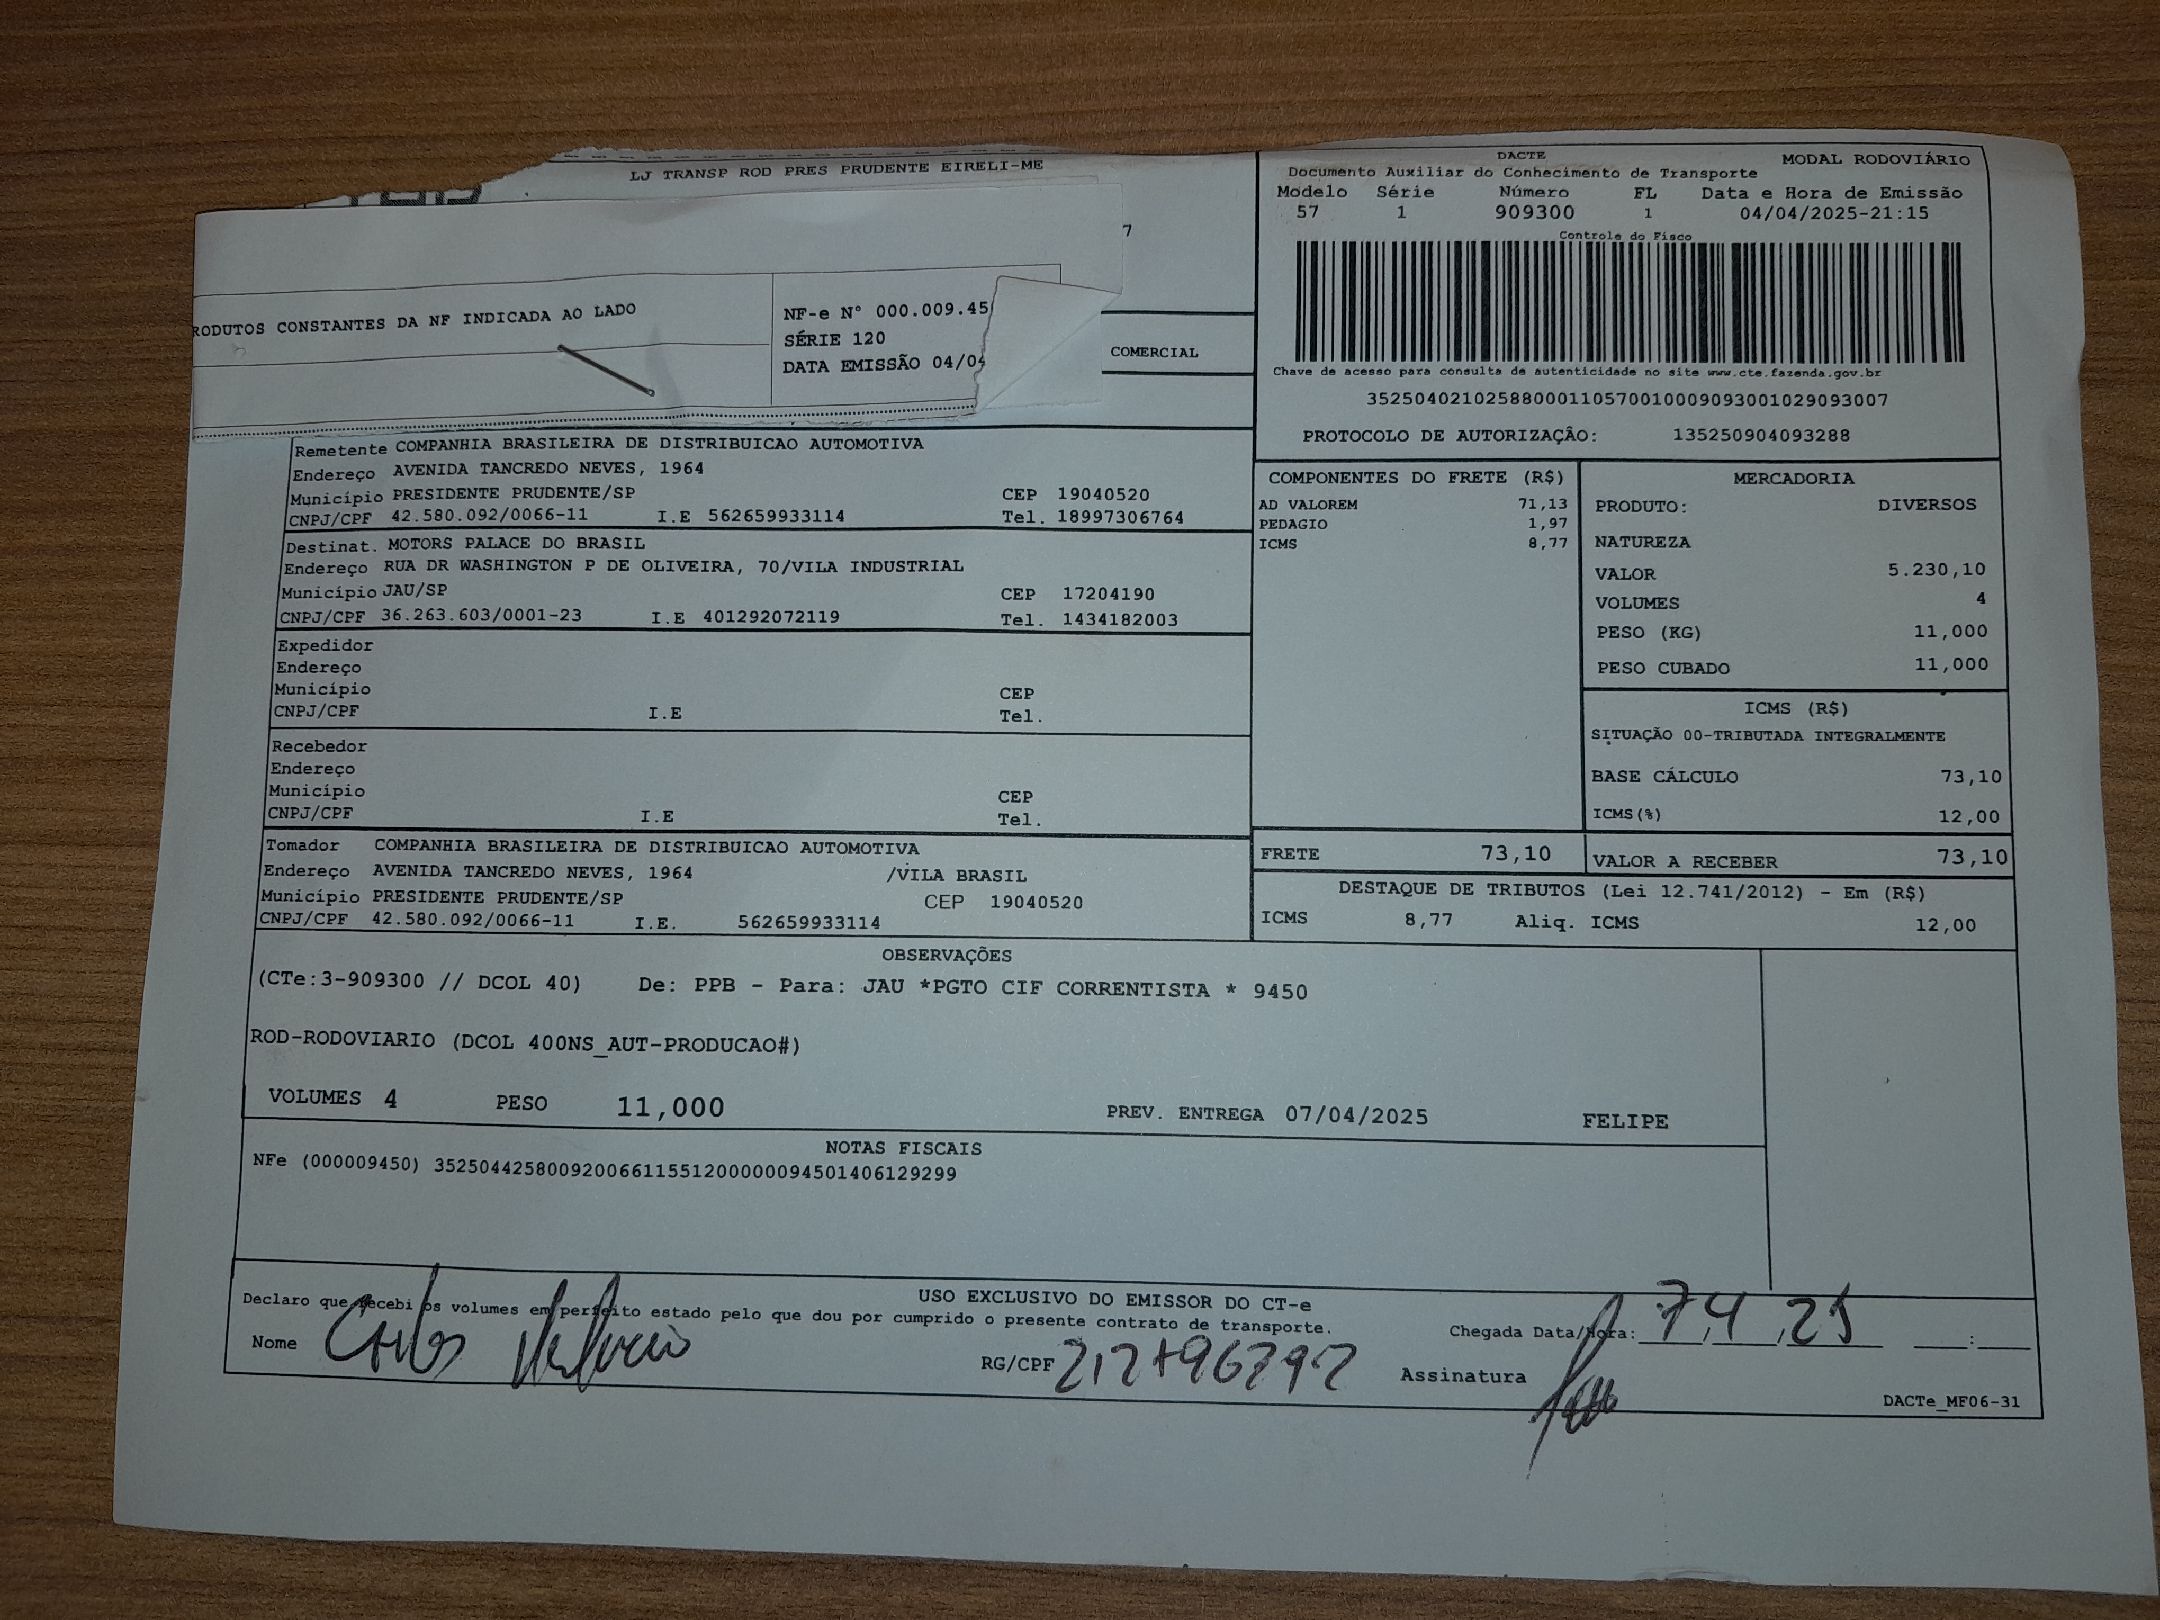 LJ TRANSP ROD PRES PRUDENTE EIRELI-ME
7
RODUTOS CONSTANTES DA NF INDICADA AO LADO
NF-e N° 000.009.45
SÉRIE 120
DATA EMISSÃO 04/04
COMERCIAL
DACTE
MODAL RODOVIÁRIO
Documento Auxiliar do Conhecimento de Transporte
Modelo Série Número FL Data e Hora de Emissão
57 1 909300 1 04/04/2025-21:15
Controle do Fisco
Chave de acesso para consulta de autenticidade no site www.cte.fazenda.gov.br
35250402102588000110570010009093001029093007
PROTOCOLO DE AUTORIZAÇÃO: 135250904093288
Remetente COMPANHIA BRASILEIRA DE DISTRIBUICAO AUTOMOTIVA
Endereço AVENIDA TANCREDO NEVES, 1964
Município PRESIDENTE PRUDENTE/SP CEP 19040520
CNPJ/CPF 42.580.092/0066-11 I.E 562659933114 Tel. 18997306764
Destinat. MOTORS PALACE DO BRASIL
Endereço RUA DR WASHINGTON P DE OLIVEIRA, 70/VILA INDUSTRIAL
Município JAU/SP CEP 17204190
CNPJ/CPF 36.263.603/0001-23 I.E 401292072119 Tel. 1434182003
Expedidor
Endereço
Município CEP
CNPJ/CPF I.E Tel.
Recebedor
Endereço
Município CEP
CNPJ/CPF I.E Tel.
Tomador COMPANHIA BRASILEIRA DE DISTRIBUICAO AUTOMOTIVA
Endereço AVENIDA TANCREDO NEVES, 1964 /VILA BRASIL
Município PRESIDENTE PRUDENTE/SP CEP 19040520
CNPJ/CPF 42.580.092/0066-11 I.E. 562659933114
COMPONENTES DO FRETE (R$)
AD VALOREM 71,13
PEDAGIO 1,97
ICMS 8,77
MERCADORIA
PRODUTO: DIVERSOS
NATUREZA
VALOR 5.230,10
VOLUMES 4
PESO (KG) 11,000
PESO CUBADO 11,000
ICMS (R$)
SITUAÇÃO 00-TRIBUTADA INTEGRALMENTE
BASE CÁLCULO 73,10
ICMS(%) 12,00
FRETE 73,10
VALOR A RECEBER 73,10
DESTAQUE DE TRIBUTOS (Lei 12.741/2012) - Em (R$)
ICMS 8,77 Aliq. ICMS 12,00
OBSERVAÇÕES
(CTe:3-909300 // DCOL 40) De: PPB - Para: JAU *PGTO CIF CORRENTISTA * 9450
ROD-RODOVIARIO (DCOL 400NS_AUT-PRODUCAO#)
VOLUMES 4 PESO 11,000 PREV. ENTREGA 07/04/2025 FELIPE
NOTAS FISCAIS
NFe (000009450) 35250442580092006611551200000094501406129299
USO EXCLUSIVO DO EMISSOR DO CT-e
Declaro que recebi os volumes em perfeito estado pelo que dou por cumprido o presente contrato de transporte.
Chegada Data/Hora: 7 4 25 :
Nome Carlos
RG/CPF
Assinatura
DACTe_MF06-31